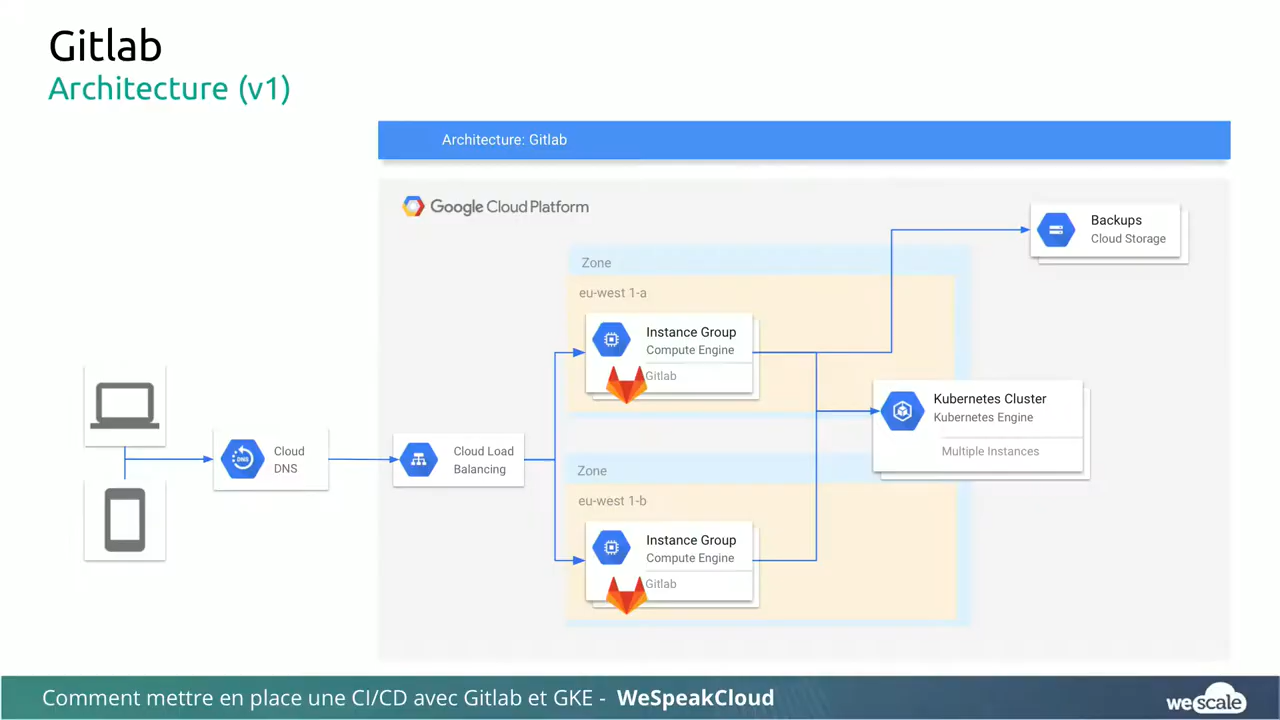 Gitlab
Architecture (v1)
Architecture: Gitlab
Google Cloud Platform
Backups
Cloud Storage
Zone
eu-west 1-a
Instance Group
Compute Engine
Gitlab
Kubernetes Cluster
Kubernetes Engine
Multiple Instances
Cloud
DNS
DNS
Cloud Load
Balancing
Zone
eu-west 1-b
Instance Group
Compute Engine
Gitlab
Comment mettre en place une CI/CD avec Gitlab et GKE - WeSpeakCloud
wescale